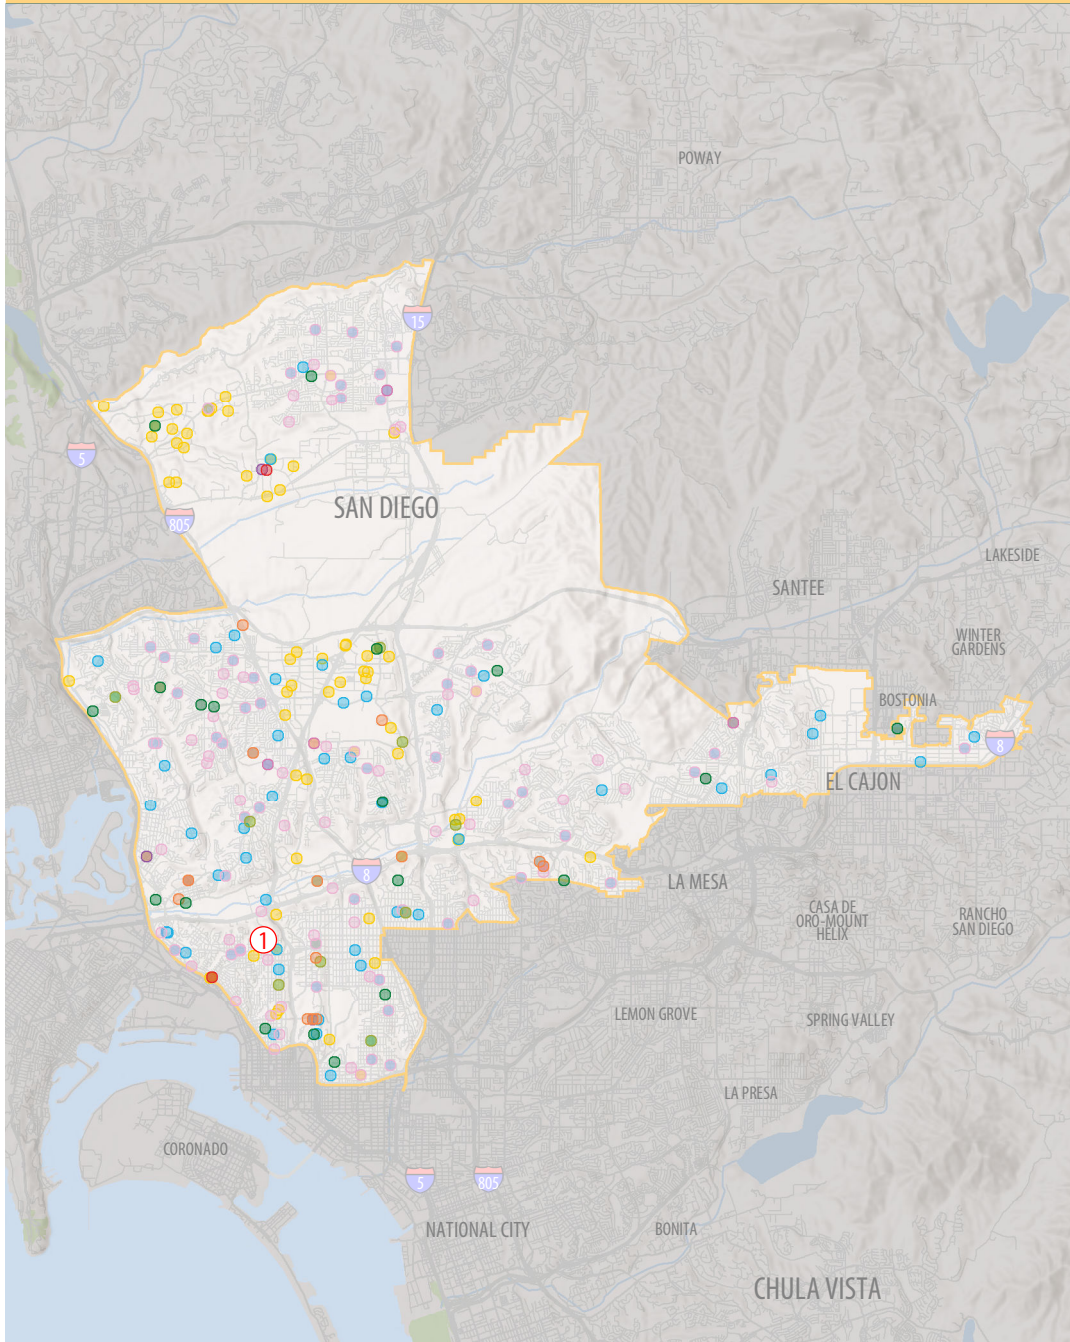 POWAY
15
5
SAN DIEGO
805
LAKESIDE
SANTEE
WINTER
GARDENS
BOSTONIA
8
EL CAJON
8
LA MESA
CASA DE
ORO-MOUNT
HELIX
RANCHO
SAN DIEGO
1
LEMON GROVE
SPRING VALLEY
LA PRESA
CORONADO
5
805
NATIONAL CITY
BONITA
CHULA VISTA